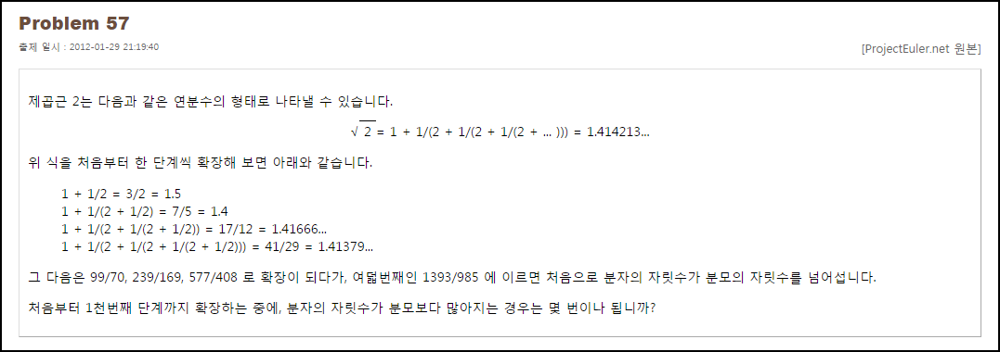 Problem 57
출제 일시 : 2012-01-29 21:19:40
[ProjectEuler.net 원본]
제곱근 2는 다음과 같은 연분수의 형태로 나타낼 수 있습니다.
√ 2 = 1 + 1/(2 + 1/(2 + 1/(2 + ... ))) = 1.414213...
위 식을 처음부터 한 단계씩 확장해 보면 아래와 같습니다.
1 + 1/2 = 3/2 = 1.5
1 + 1/(2 + 1/2) = 7/5 = 1.4
1 + 1/(2 + 1/(2 + 1/2)) = 17/12 = 1.41666...
1 + 1/(2 + 1/(2 + 1/(2 + 1/2))) = 41/29 = 1.41379...
그 다음은 99/70, 239/169, 577/408 로 확장이 되다가, 여덟번째인 1393/985 에 이르면 처음으로 분자의 자릿수가 분모의 자릿수를 넘어섭니다.
처음부터 1천번째 단계까지 확장하는 중에, 분자의 자릿수가 분모보다 많아지는 경우는 몇 번이나 됩니까?